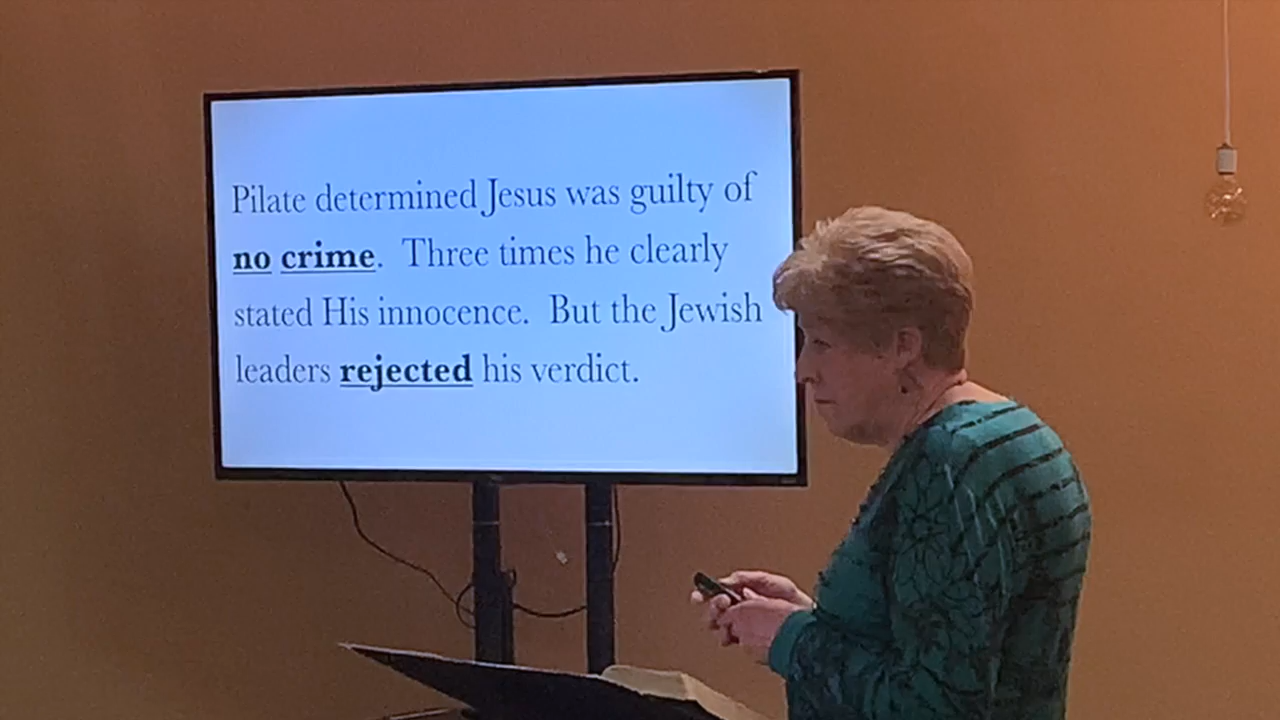 Pilate determined Jesus was guilty of
no crime. Three times he clearly
stated His innocence. But the Jewish
leaders rejected his verdict.